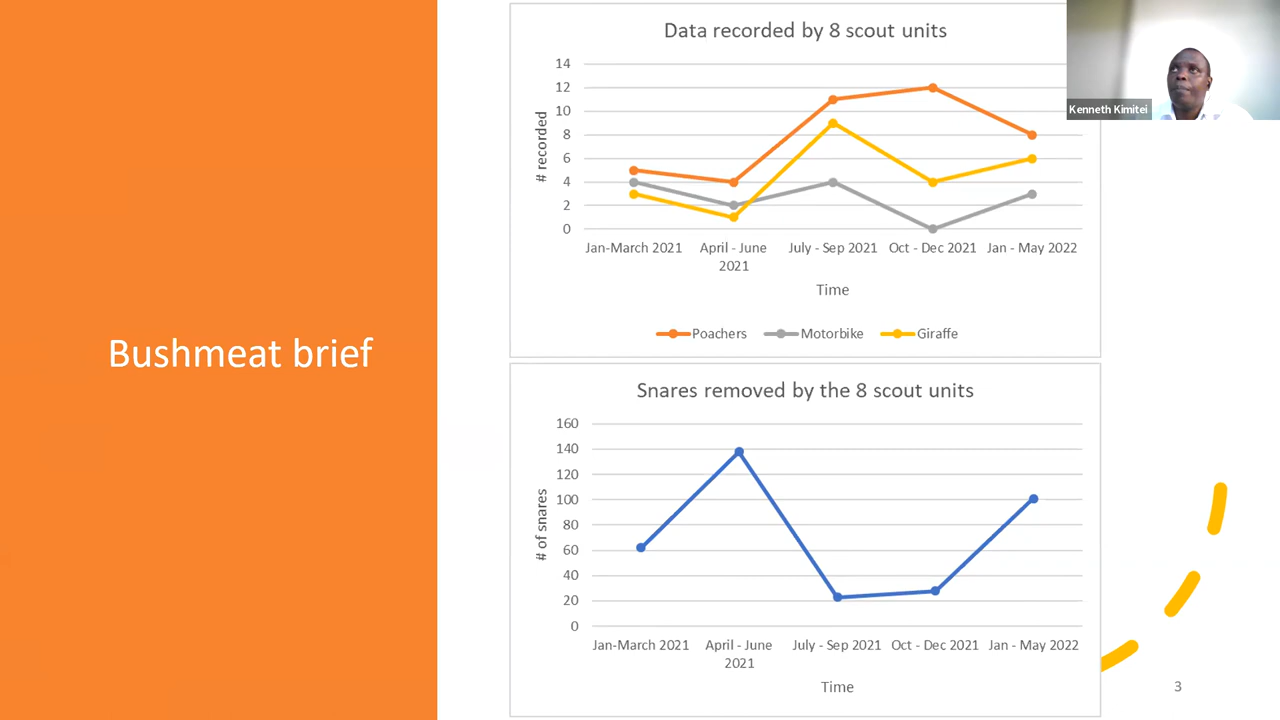 Bushmeat brief
Data recorded by 8 scout units
14
12
10
8
6
4
2
0
# recorded
Jan-March 2021
April - June
2021
July - Sep 2021
Oct - Dec 2021
Jan - May 2022
Time
Poachers
Motorbike
Giraffe
Kenneth Kimitei
Snares removed by the 8 scout units
160
140
120
100
80
60
40
20
0
# of snares
Jan-March 2021
April - June
2021
July - Sep 2021
Oct - Dec 2021
Jan - May 2022
Time
3